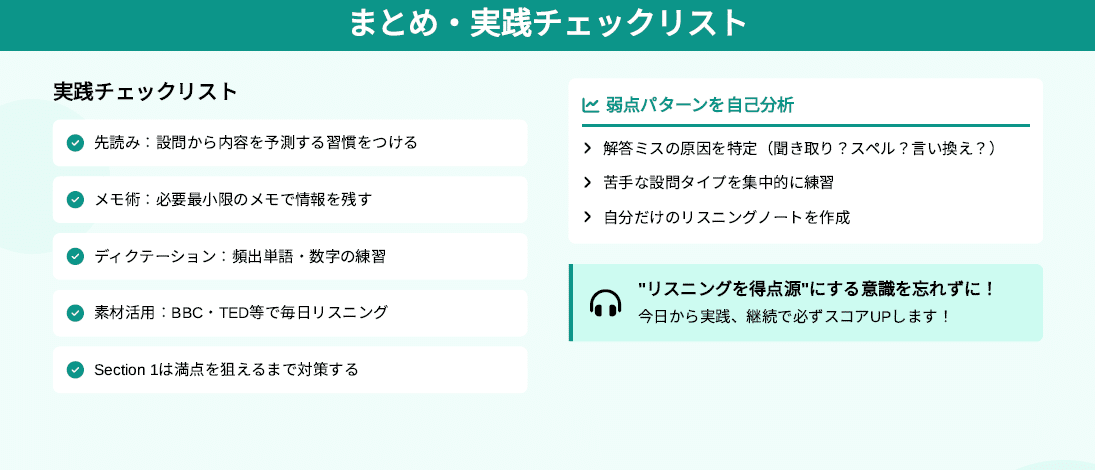 まとめ・実践チェックリスト
実践チェックリスト
先読み：設問から内容を予測する習慣をつける
メモ術：必要最小限のメモで情報を残す
ディクテーション：頻出単語・数字の練習
素材活用：BBC・TED等で毎日リスニング
Section 1は満点を狙えるまで対策する
弱点パターンを自己分析
解答ミスの原因を特定（聞き取り？スペル？言い換え？）
苦手な設問タイプを集中的に練習
自分だけのリスニングノートを作成
"リスニングを得点源"にする意識を忘れずに！
今日から実践、継続で必ずスコアUPします！